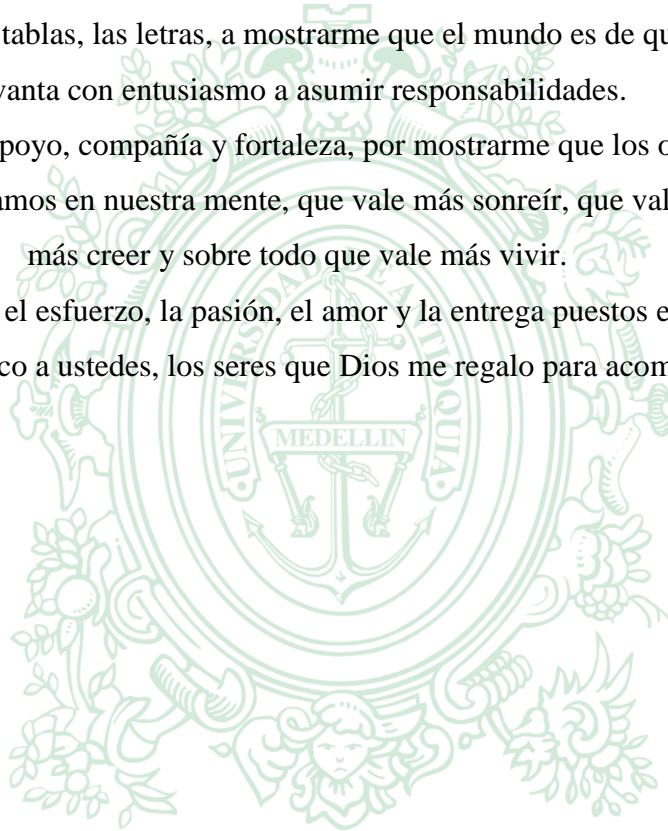 tablas, las letras, a mostrarme que el mundo es de qu
vanta con entusiasmo a asumir responsabilidades.
poyo, compañía y fortaleza, por mostrarme que los o
amos en nuestra mente, que vale más sonreír, que val
más creer y sobre todo que vale más vivir.
el esfuerzo, la pasión, el amor y la entrega puestos e
co a ustedes, los seres que Dios me regalo para acom
UNIVERSIDAD DE ANTIOQUIA
MEDELLIN